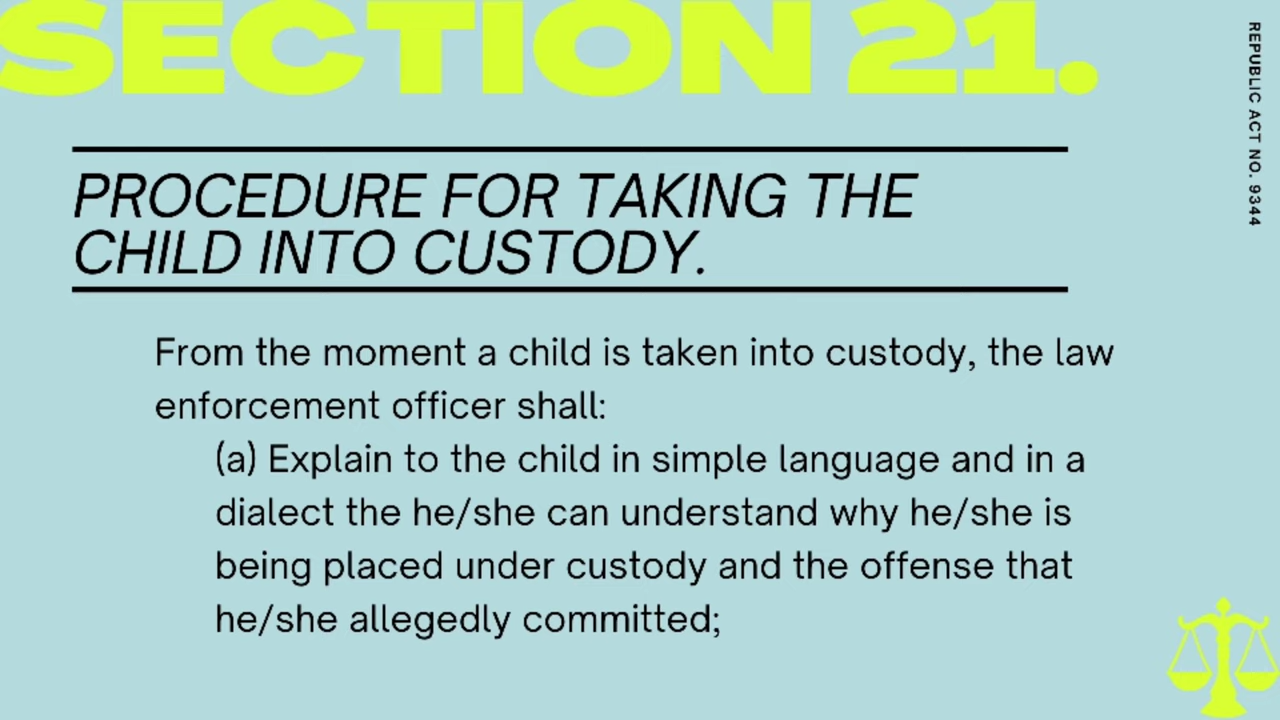 SECTION 21.
REPUBLIC ACT NO. 9344
PROCEDURE FOR TAKING THE
CHILD INTO CUSTODY.
From the moment a child is taken into custody, the law
enforcement officer shall:
(a) Explain to the child in simple language and in a
dialect the he/she can understand why he/she is
being placed under custody and the offense that
he/she allegedly committed;